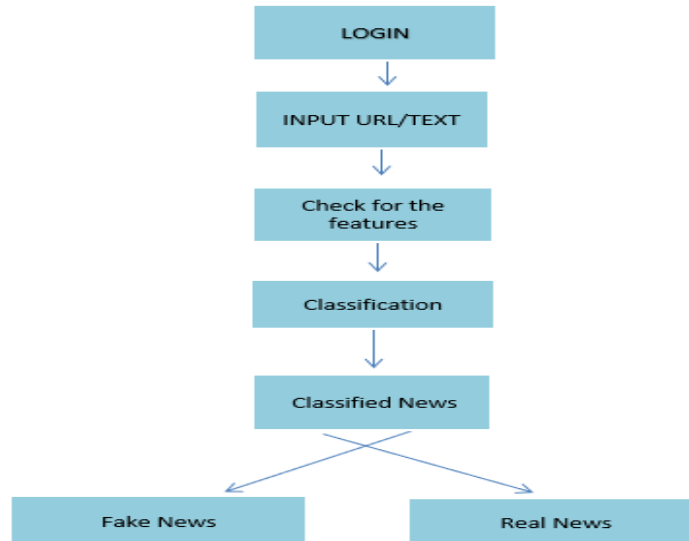 LOGIN
INPUT URL/TEXT
Check for the
features
Classification
Classified News
Fake News
Real News